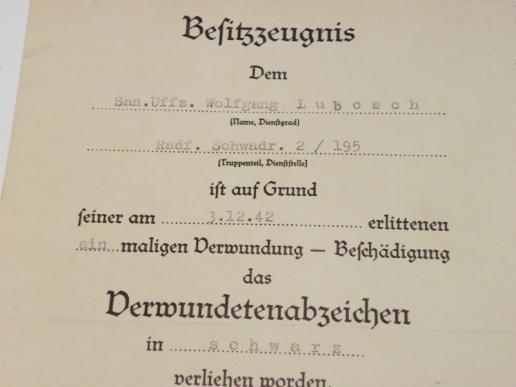 Besitzzeugnis
Dem
San.Uffz. Wolfgang Lubosch
(Name, Dienstgrad)
Radf. Schwadr. 2 / 195
(Truppenteil, Dienststelle)
ist auf Grund
seiner am 3.12.42 erlittenen
ein maligen Verwundung – Beschädigung
das
Verwundetenabzeichen
in schwarz
verliehen worden.